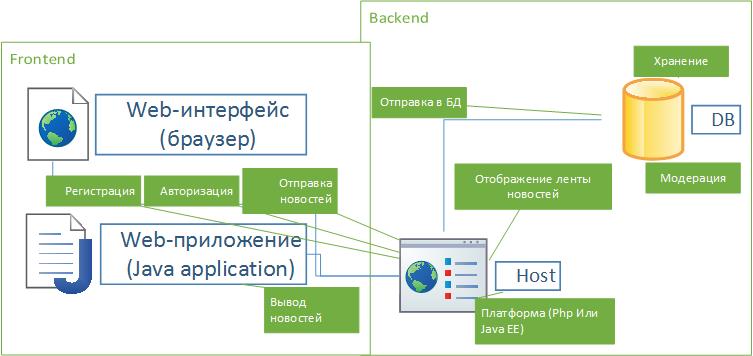 Backend
Frontend
Хранение
Web-интерфейс
(браузер)
Отправка в БД
DB
Регистрация
Авторизация
Отправка
новостей
Отображение ленты
новостей
Модерация
Web-приложение
(Java application)
Host
Вывод
новостей
Платформа (Php Или
Java EE)